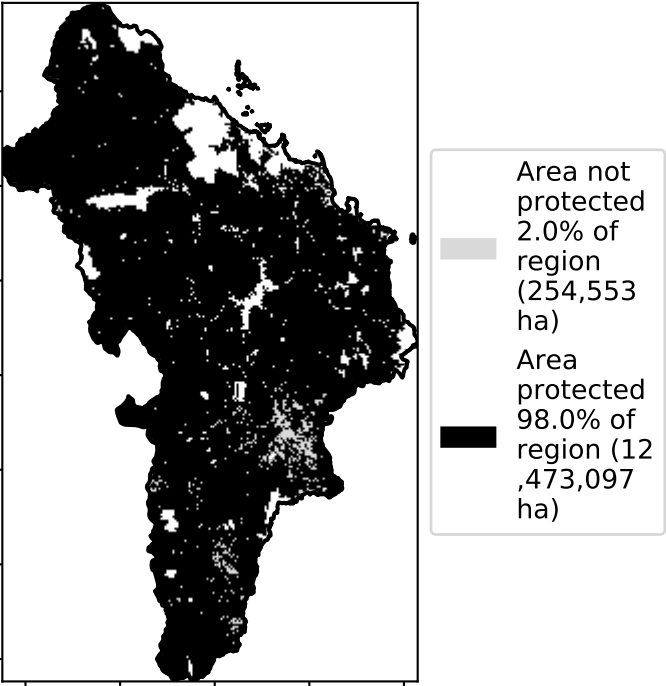 Area not
protected
2.0% of
region
(254,553
ha)
Area
protected
98.0% of
region (12
,473,097
ha)